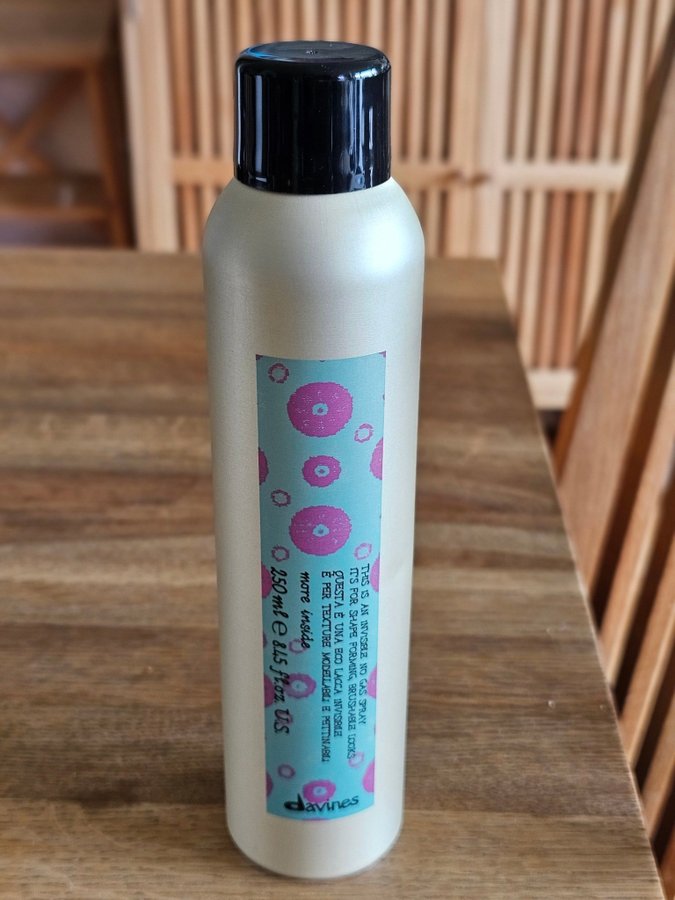 THIS IS AN INVISIBLE NO GAS SPRAY
IT'S FOR SHAPE FORMING, BRUSHABLE LOOKS
QUESTA È UNA ECO LACCA INVISIBILE
È PER TEXTURE MODELLABILI E PETTINABILI
more inside
250 ml ℮ 8.45 fl.oz. U.S.
davines